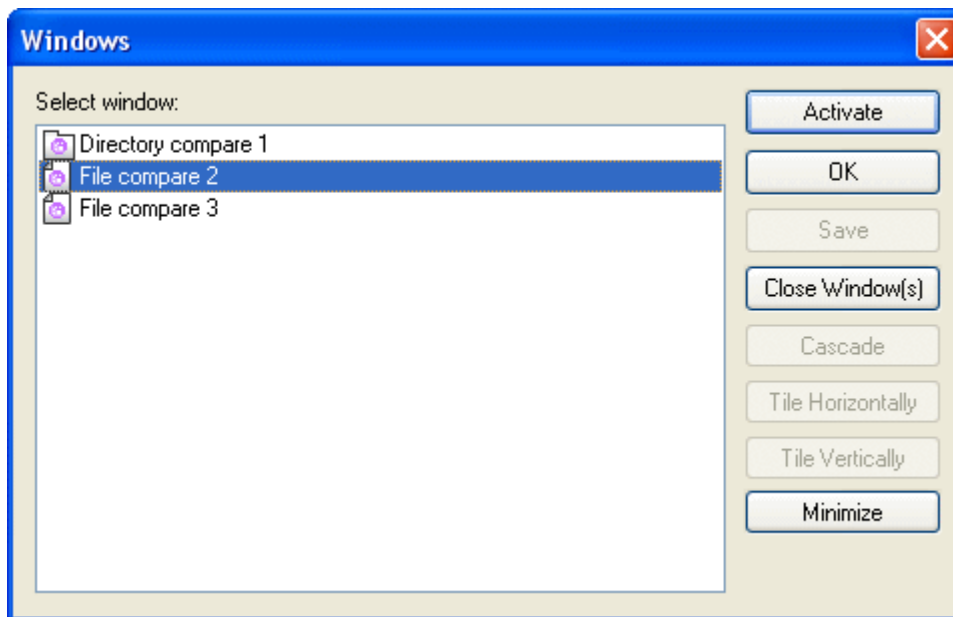 Windows
Select window:
Directory compare 1
File compare 2
File compare 3
Activate
OK
Save
Close Window(s)
Cascade
Tile Horizontally
Tile Vertically
Minimize